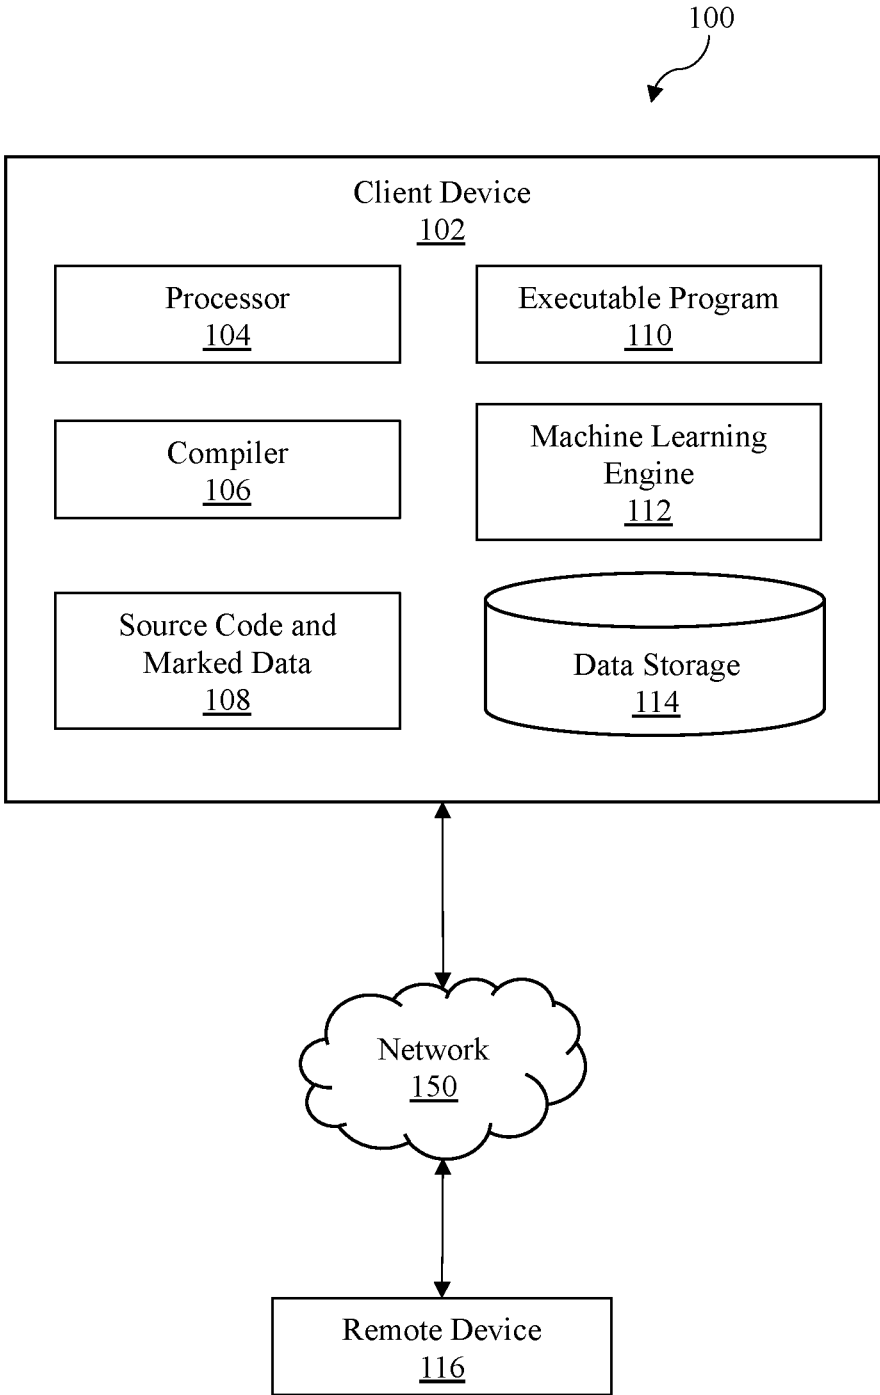 100
Client Device
102
Processor
104
Executable Program
110
Compiler
106
Machine Learning
Engine
112
Source Code and
Marked Data
108
Data Storage
114
Network
150
Remote Device
116